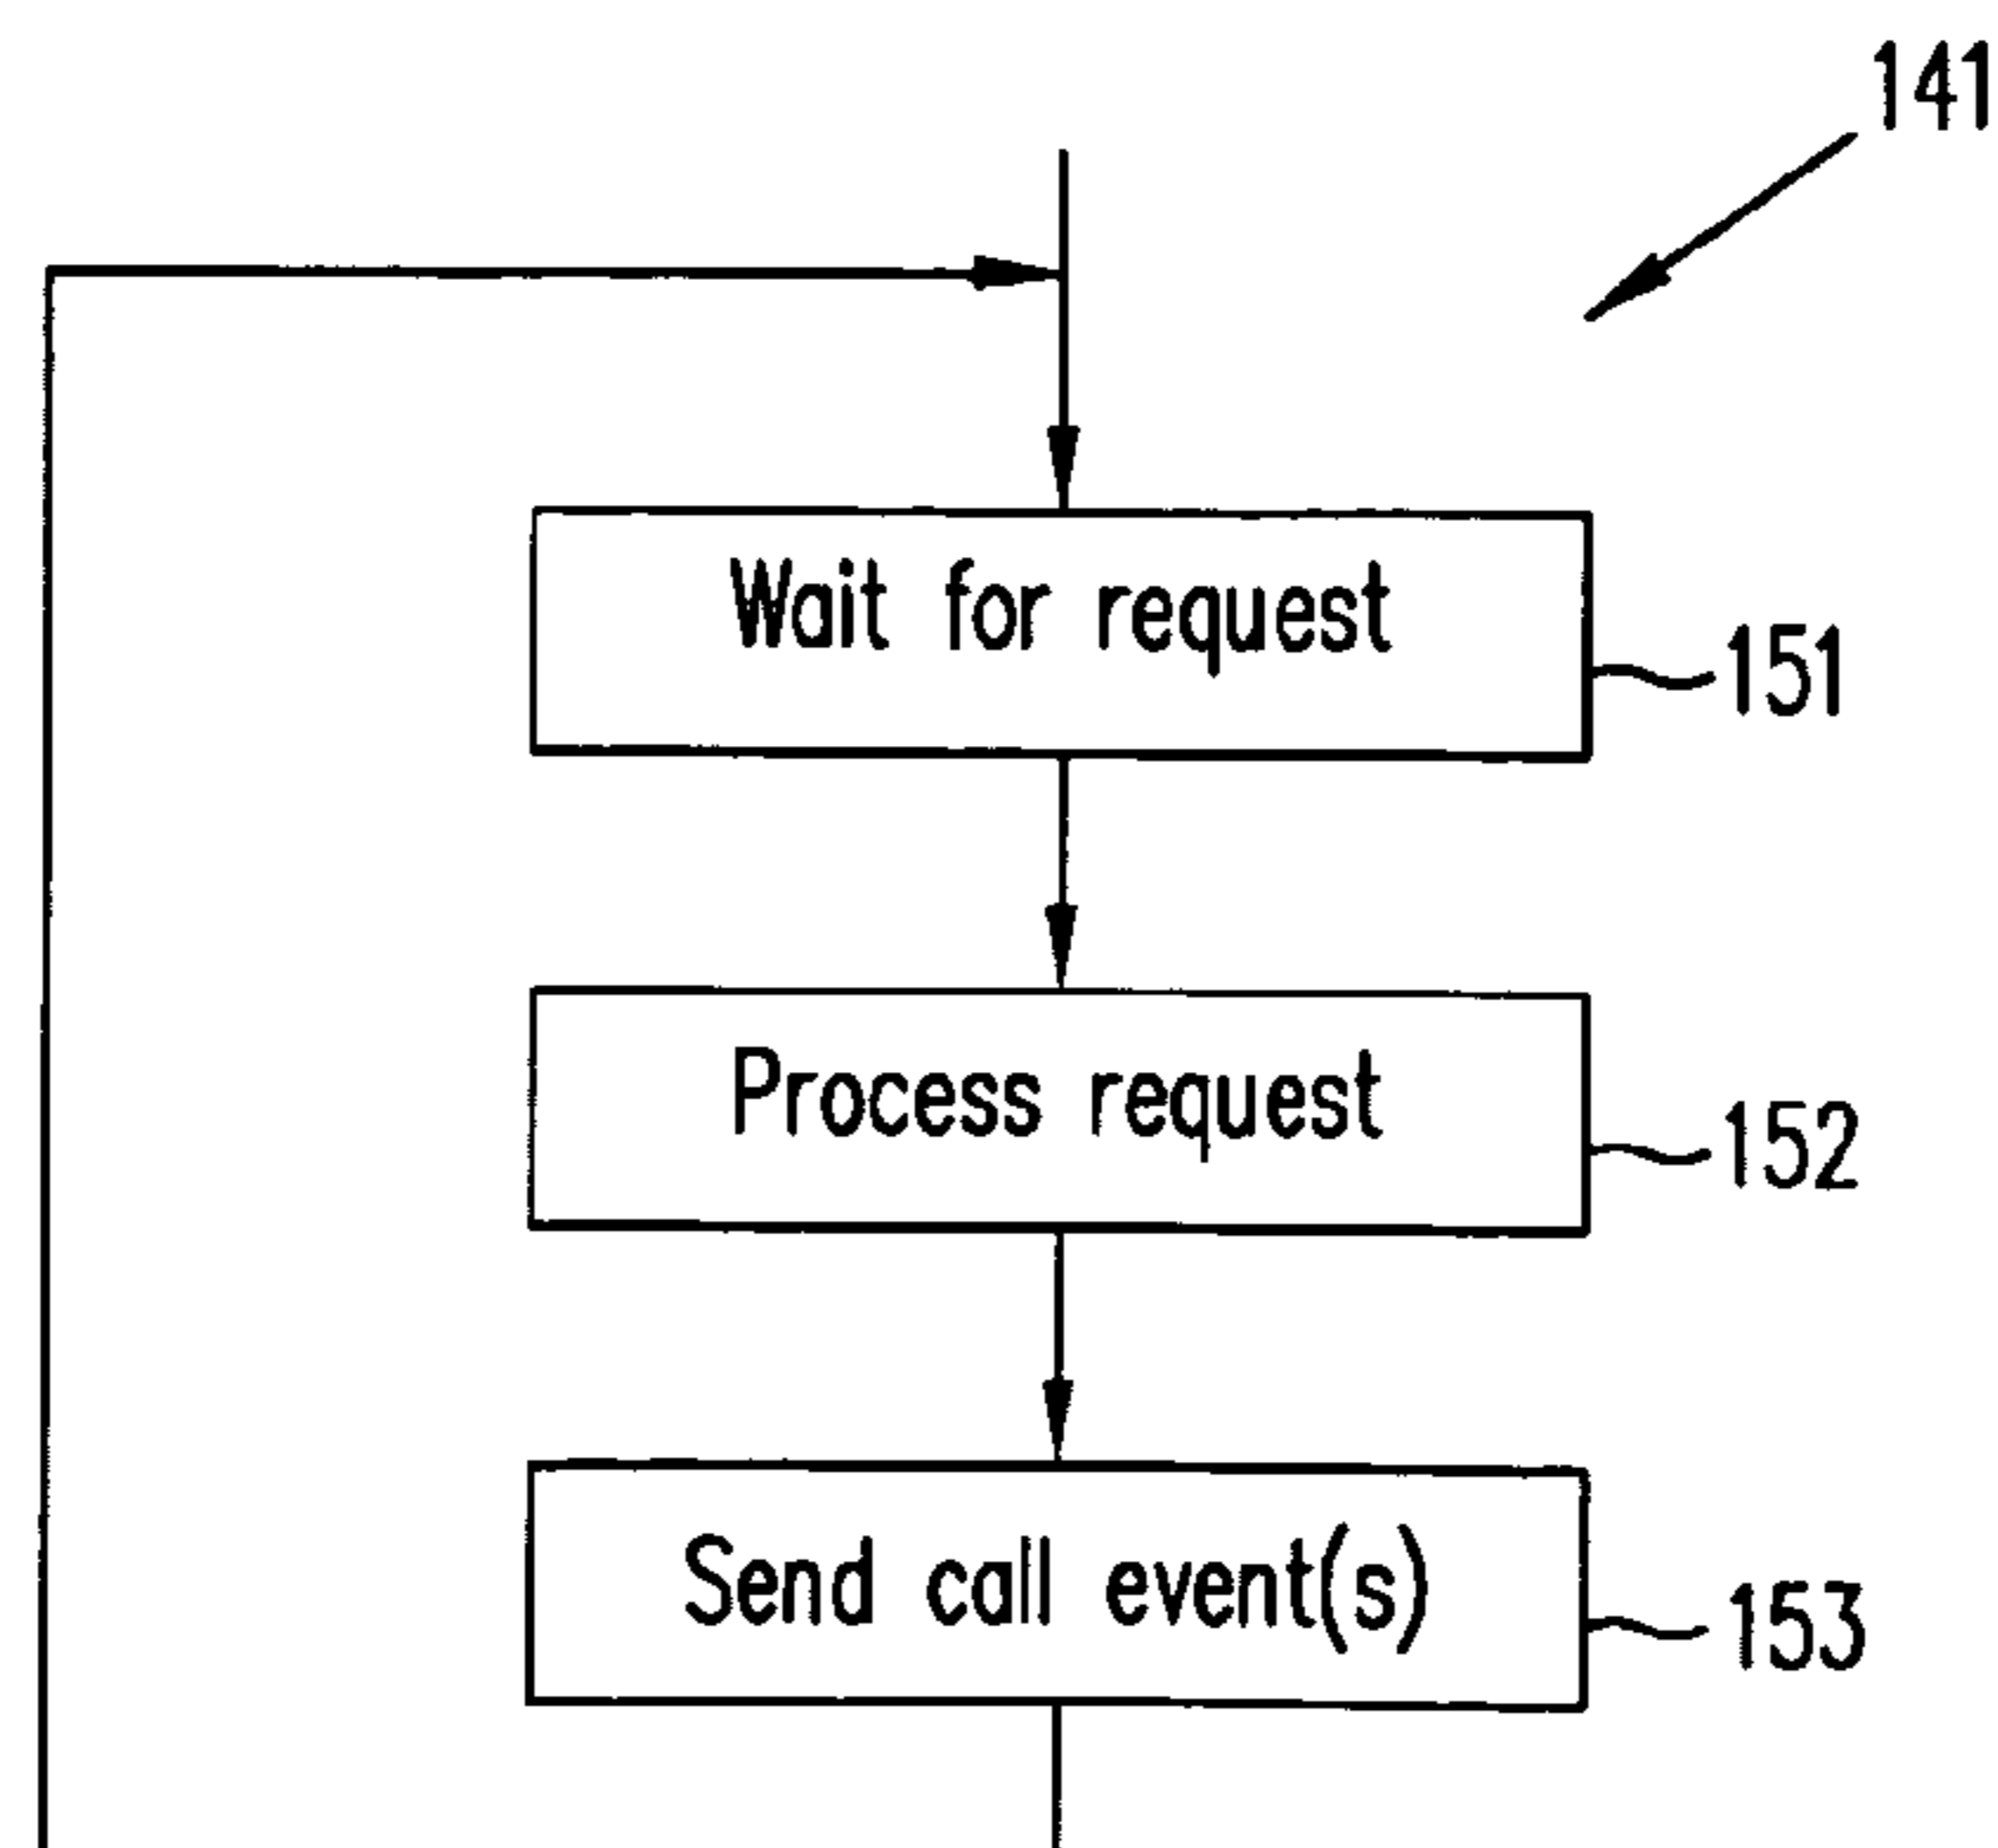 141
Wait for request
151
Process request
152
Send call event(s)
153